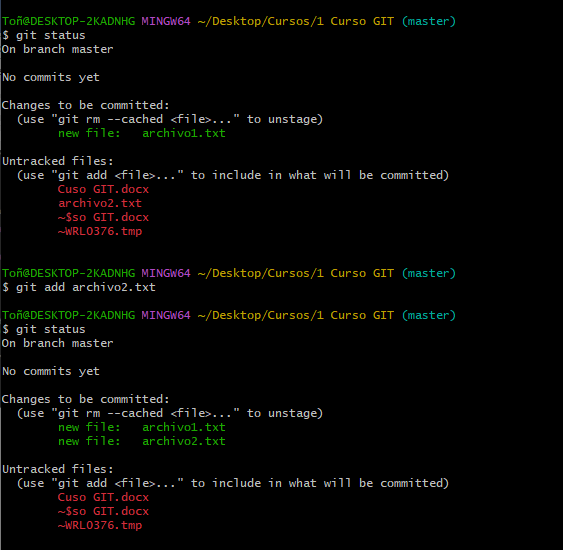 Toñ@DESKTOP-2KADNHG MINGW64 ~/Desktop/Cursos/1 Curso GIT (master)
$ git status
On branch master
No commits yet
Changes to be committed:
  (use "git rm --cached <file>..." to unstage)
        new file:   archivo1.txt
Untracked files:
  (use "git add <file>..." to include in what will be committed)
        Cuso GIT.docx
        archivo2.txt
        ~$so GIT.docx
        ~WRL0376.tmp
Toñ@DESKTOP-2KADNHG MINGW64 ~/Desktop/Cursos/1 Curso GIT (master)
$ git add archivo2.txt
Toñ@DESKTOP-2KADNHG MINGW64 ~/Desktop/Cursos/1 Curso GIT (master)
$ git status
On branch master
No commits yet
Changes to be committed:
  (use "git rm --cached <file>..." to unstage)
        new file:   archivo1.txt
        new file:   archivo2.txt
Untracked files:
  (use "git add <file>..." to include in what will be committed)
        Cuso GIT.docx
        ~$so GIT.docx
        ~WRL0376.tmp